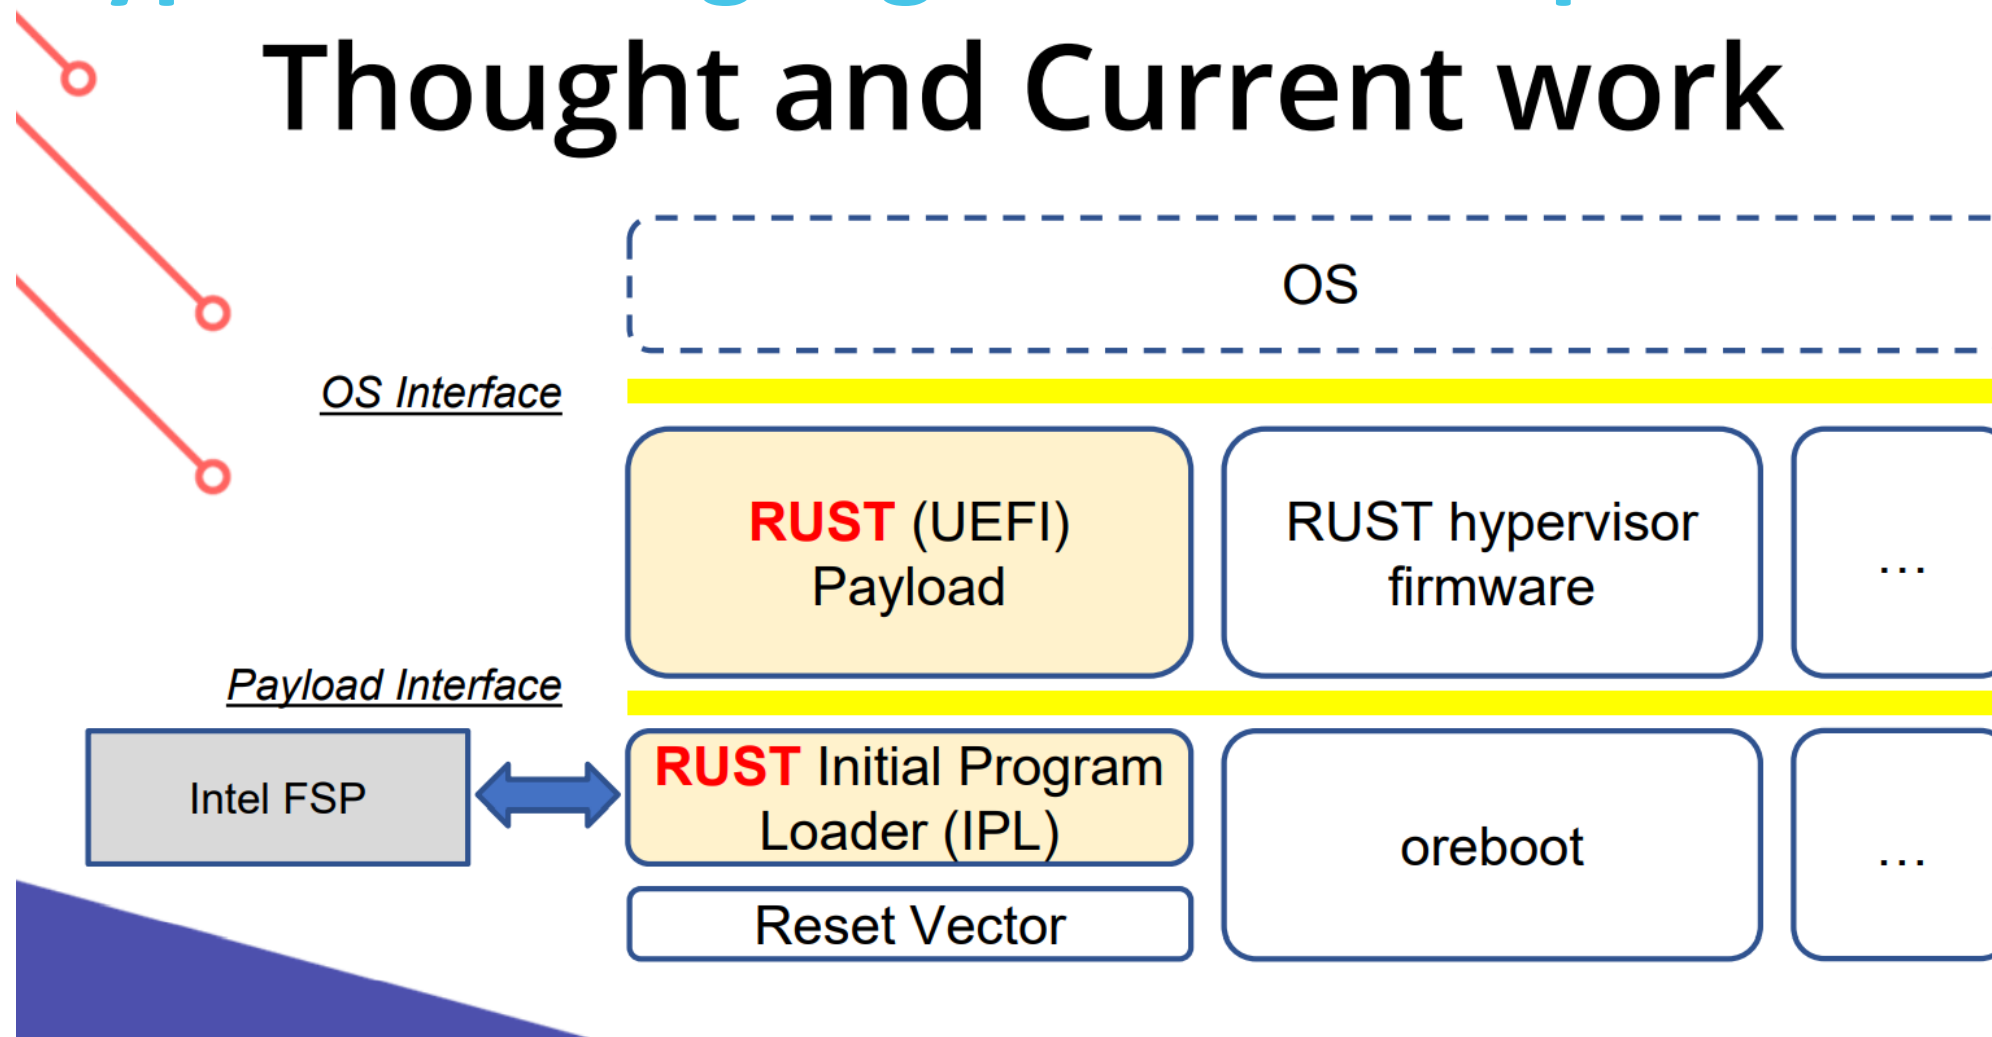 Thought and Current work
OS
OS Interface
RUST (UEFI)
Payload
RUST hypervisor
firmware
...
Payload Interface
Intel FSP
RUST Initial Program
Loader (IPL)
oreboot
...
Reset Vector